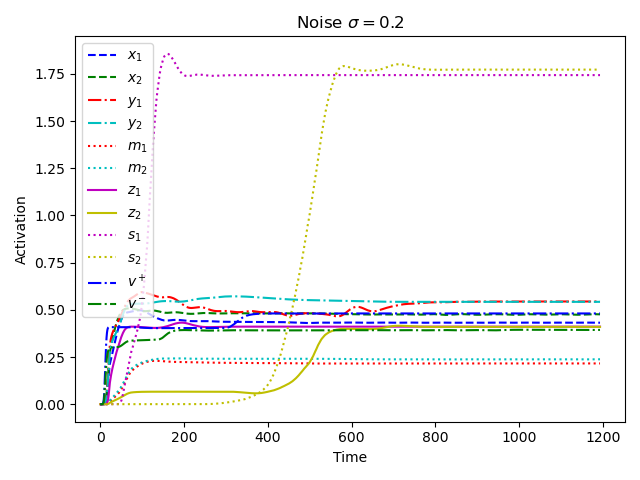 Noise σ = 0.2
x₁
x₂
y₁
y₂
m₁
m₂
z₁
z₂
s₁
s₂
v⁺
v⁻
Activation
1.75
1.50
1.25
1.00
0.75
0.50
0.25
0.00
0 200 400 600 800 1000 1200
Time